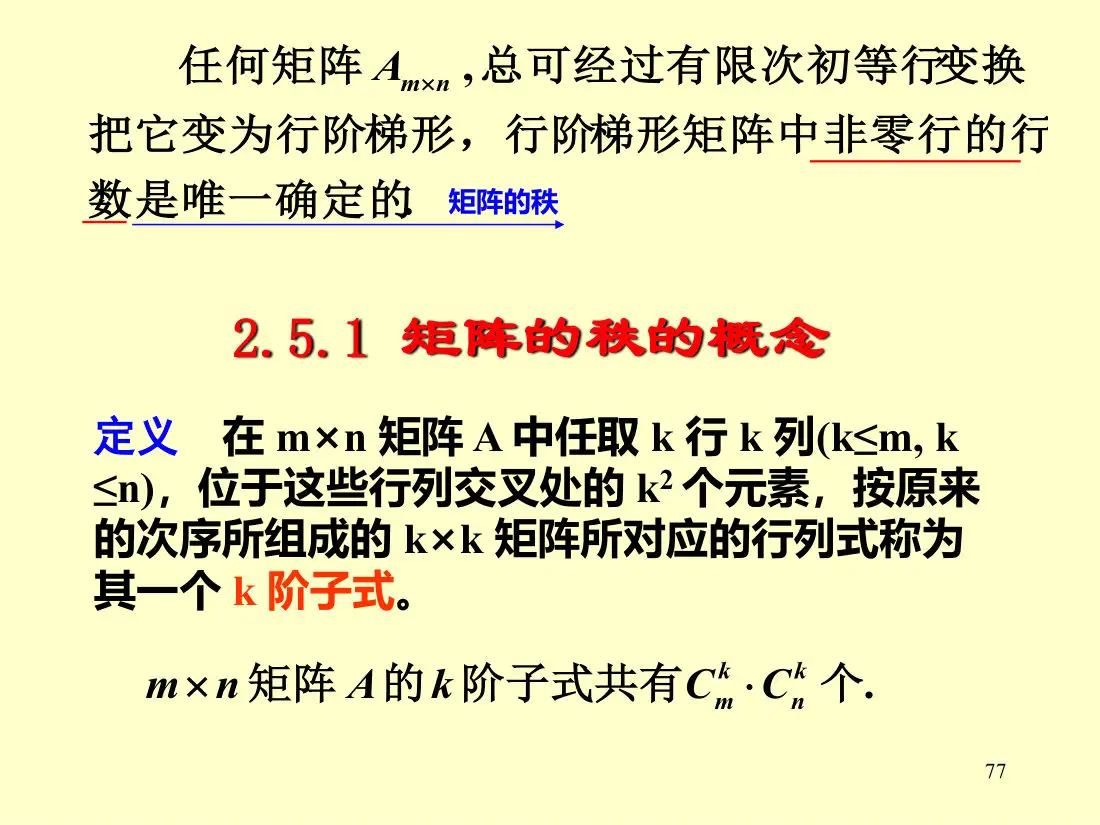 任何矩阵 Aₘₓₙ ,总可经过有限次初等行变换
把它变为行阶梯形，行阶梯形矩阵中非零行的行
数是唯一确定的. 矩阵的秩
2.5.1 矩阵的秩的概念
定义 在 m×n 矩阵 A 中任取 k 行 k 列(k≤m, k
≤n)，位于这些行列交叉处的 k² 个元素，按原来
的次序所组成的 k×k 矩阵所对应的行列式称为
其一个 k 阶子式。
m×n 矩阵 A 的 k 阶子式共有 C_m^k · C_n^k 个.
77